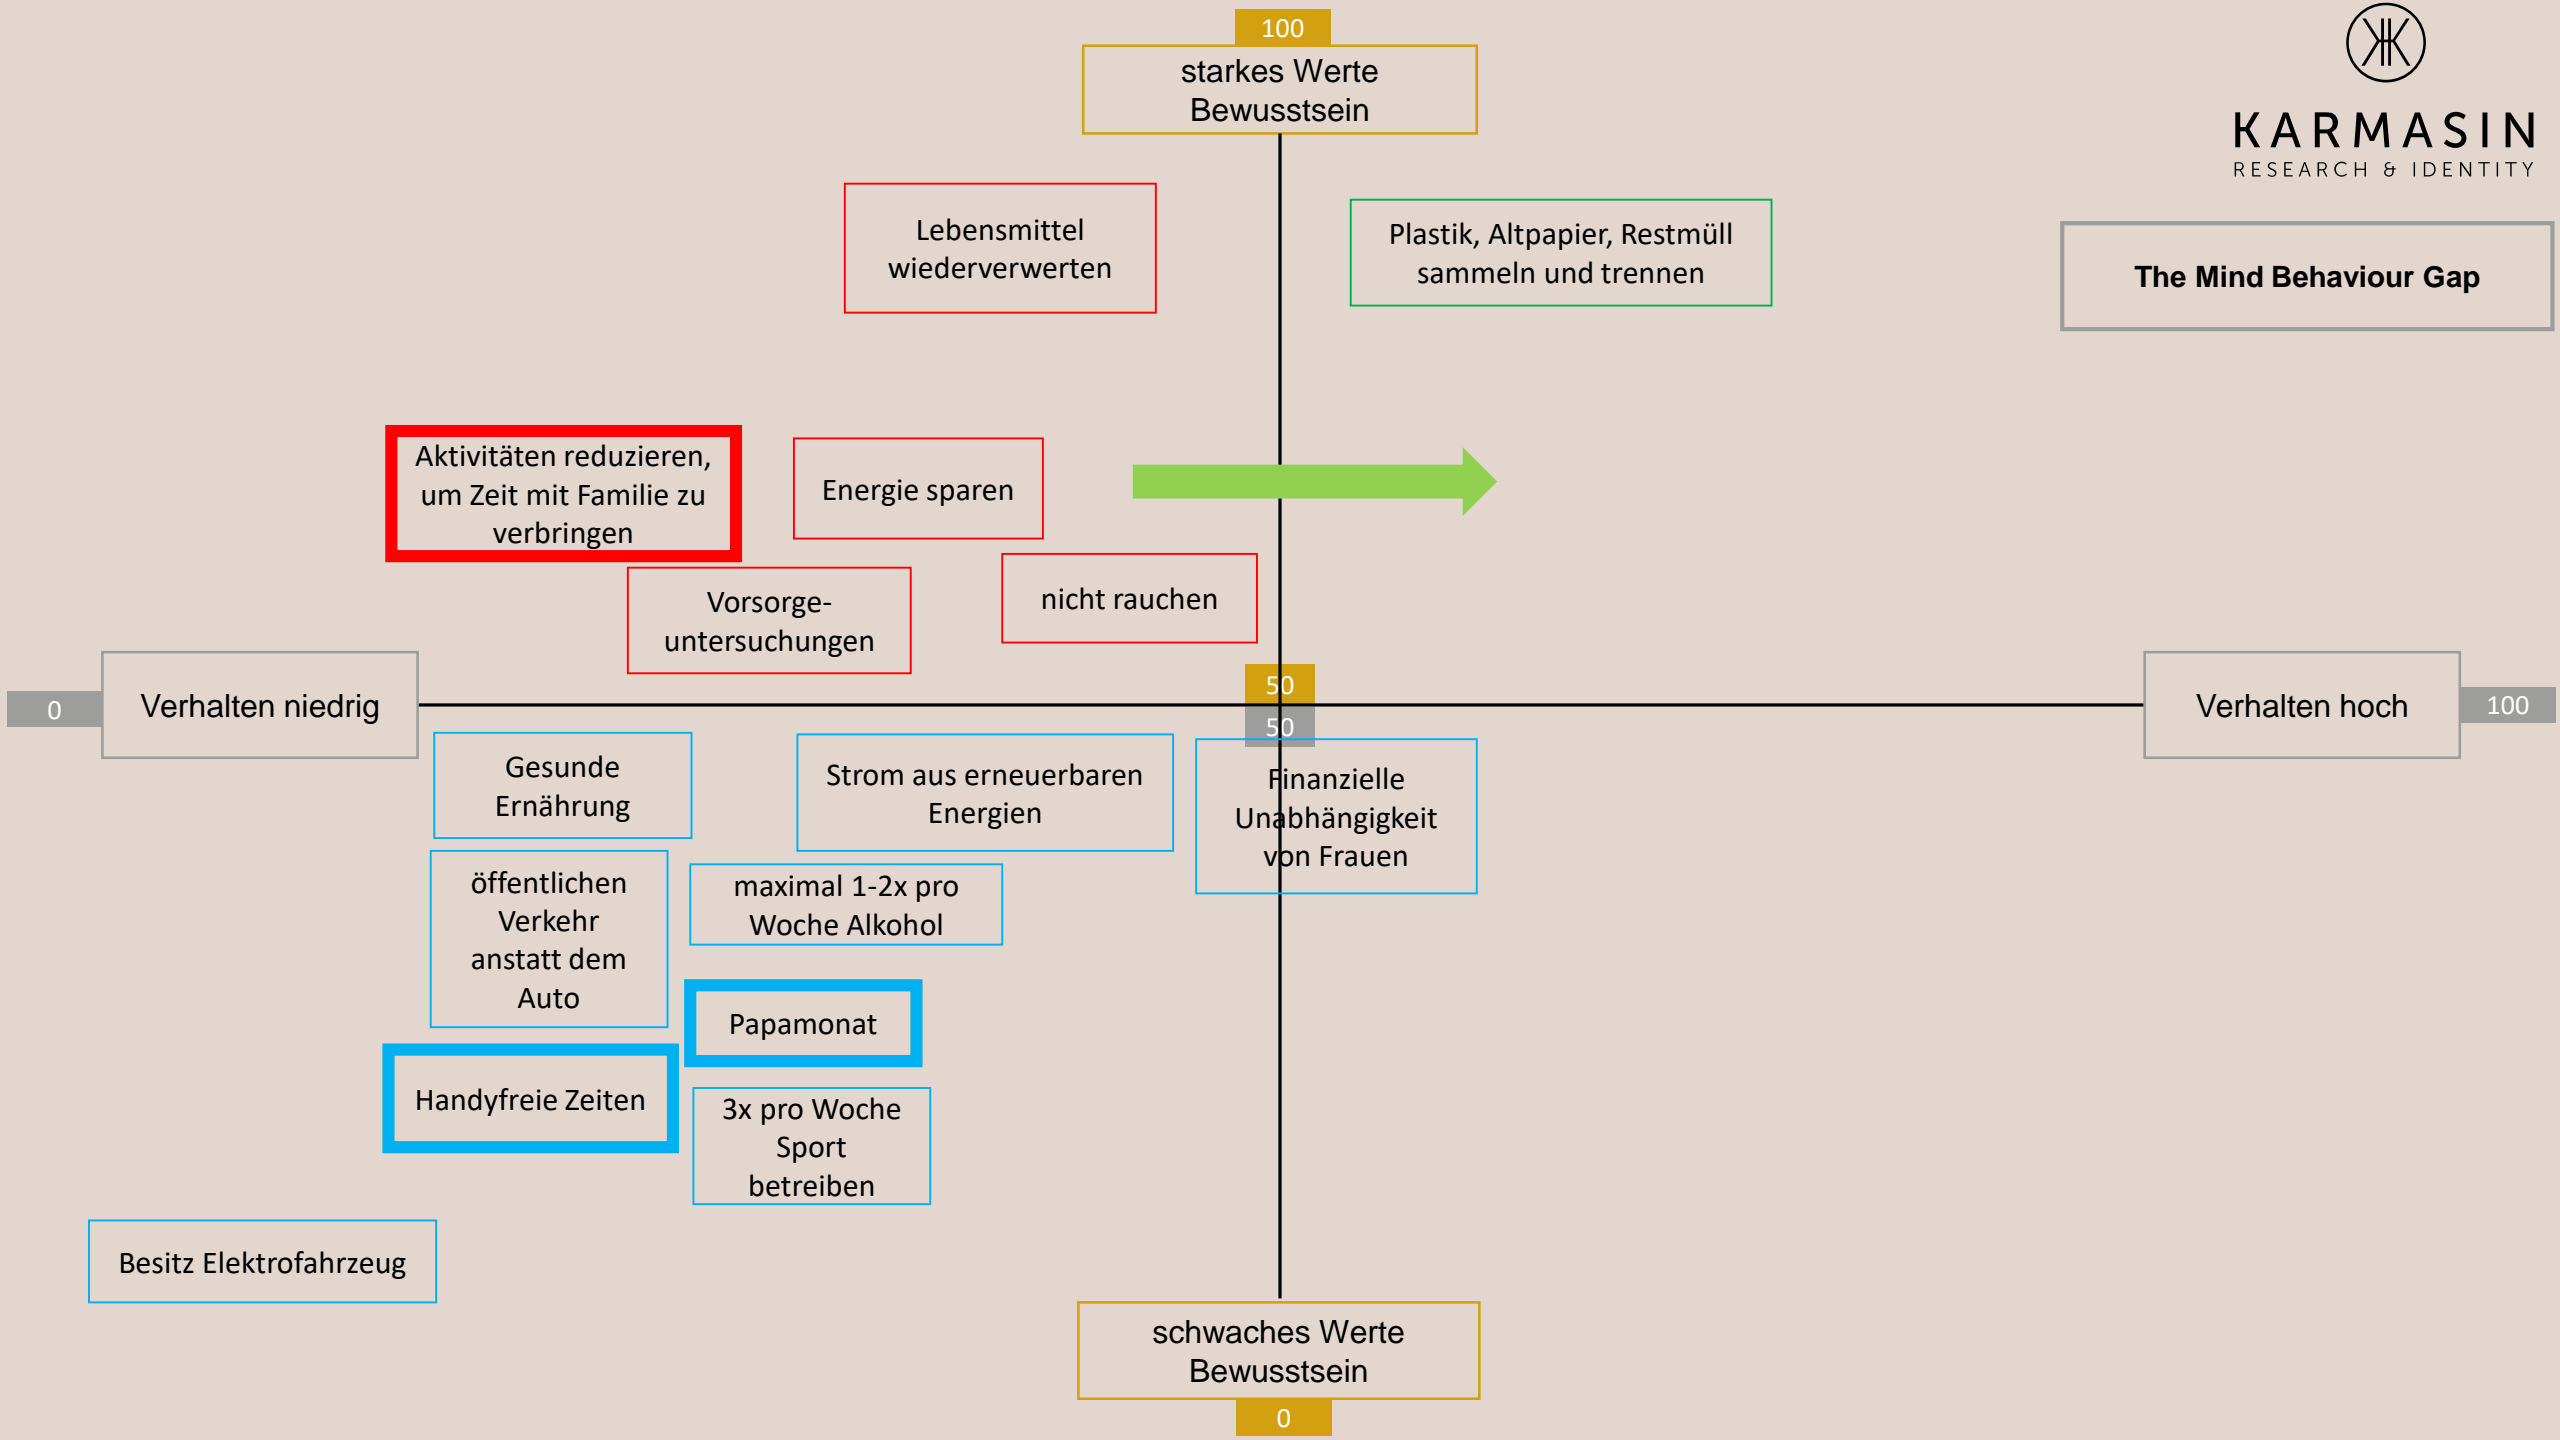 100
starkes Werte
Bewusstsein
KARMASIN
RESEARCH & IDENTITY
Lebensmittel
wiederverwerten
Plastik, Altpapier, Restmüll
sammeln und trennen
The Mind Behaviour Gap
Aktivitäten reduzieren,
um Zeit mit Familie zu
verbringen
Energie sparen
nicht rauchen
Vorsorge-
untersuchungen
0
Verhalten niedrig
50
50
Verhalten hoch
100
Gesunde
Ernährung
Strom aus erneuerbaren
Energien
Finanzielle
Unabhängigkeit
von Frauen
öffentlichen
Verkehr
anstatt dem
Auto
maximal 1-2x pro
Woche Alkohol
Papamonat
Handyfreie Zeiten
3x pro Woche
Sport
betreiben
Besitz Elektrofahrzeug
schwaches Werte
Bewusstsein
0